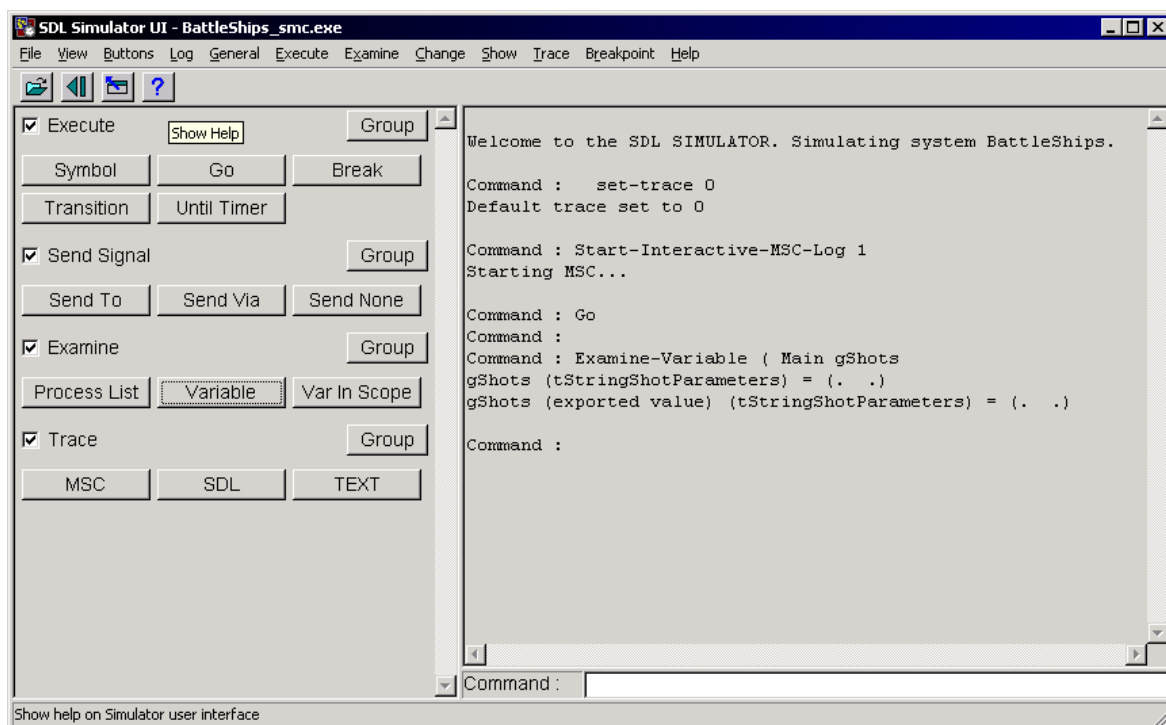 SDL Simulator UI - BattleShips_smc.exe
File View Buttons Log General Execute Examine Change Show Trace Breakpoint Help
?
Execute Group
Show Help
Symbol Go Break
Transition Until Timer
Send Signal Group
Send To Send Via Send None
Examine Group
Process List Variable Var In Scope
Trace Group
MSC SDL TEXT
Welcome to the SDL SIMULATOR. Simulating system BattleShips.
Command : set-trace 0
Default trace set to 0
Command : Start-Interactive-MSC-Log 1
Starting MSC...
Command : Go
Command :
Command : Examine-Variable ( Main gShots
gShots (tStringShotParameters) = (. .)
gShots (exported value) (tStringShotParameters) = (. .)
Command :
Command :
Show help on Simulator user interface